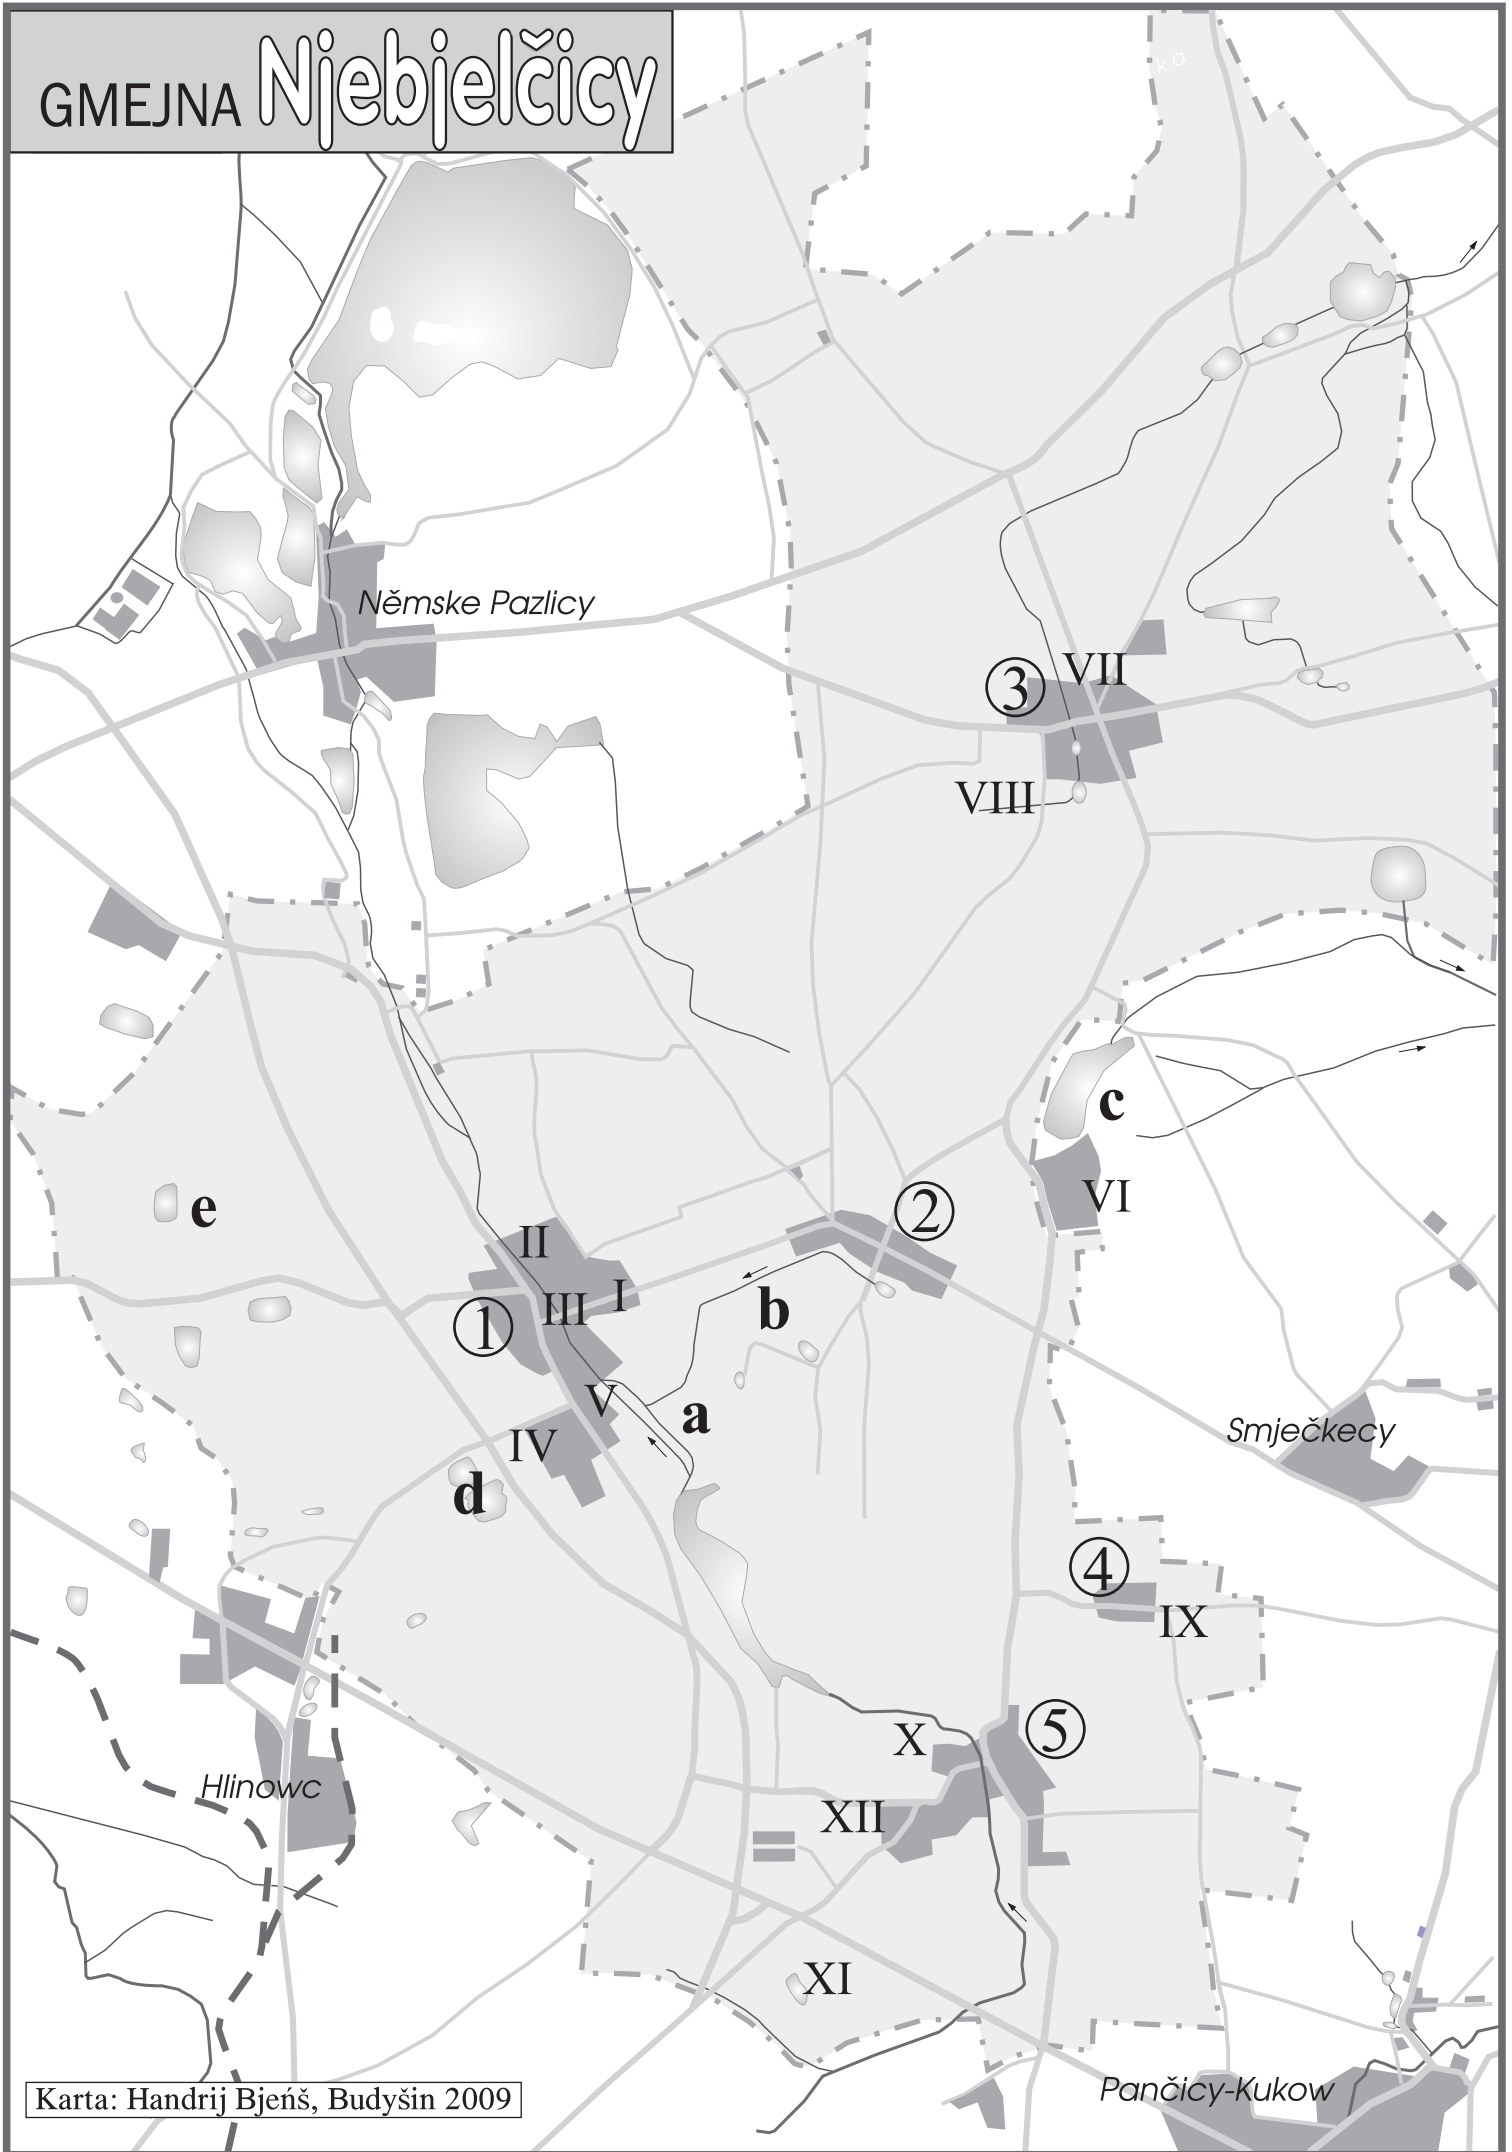 GMEJNA Njebjelčicy
ka
Němske Pazlicy
3
VII
VIII
c
VI
e
2
II
I
III
1
b
V
a
IV
d
Smječkecy
4
IX
5
X
Hlinowc
XII
XI
Pančicy-Kukow
Karta: Handrij Bjeńš, Budyšin 2009